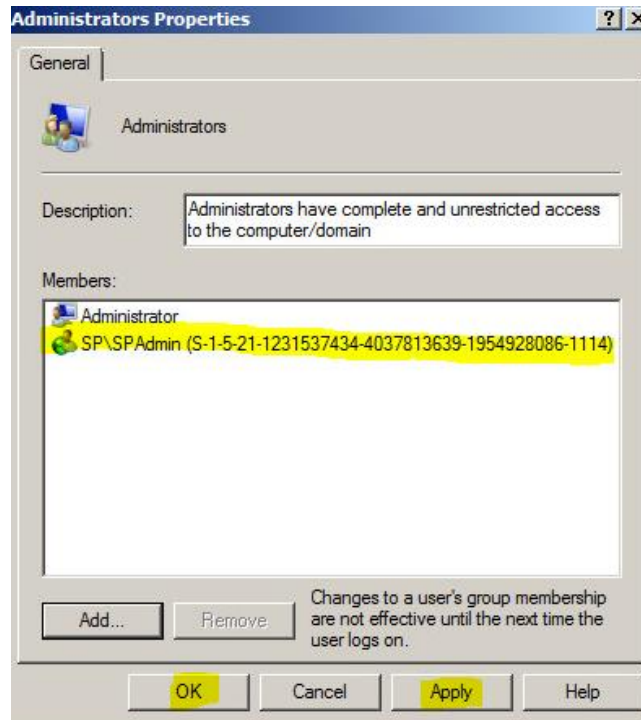 Administrators Properties
General
Administrators
Description:
Administrators have complete and unrestricted access
to the computer/domain
Members:
Administrator
SP\SPAdmin (S-1-5-21-1231537434-4037813639-1954928086-1114)
Add...
Remove
Changes to a user's group membership
are not effective until the next time the
user logs on.
OK
Cancel
Apply
Help